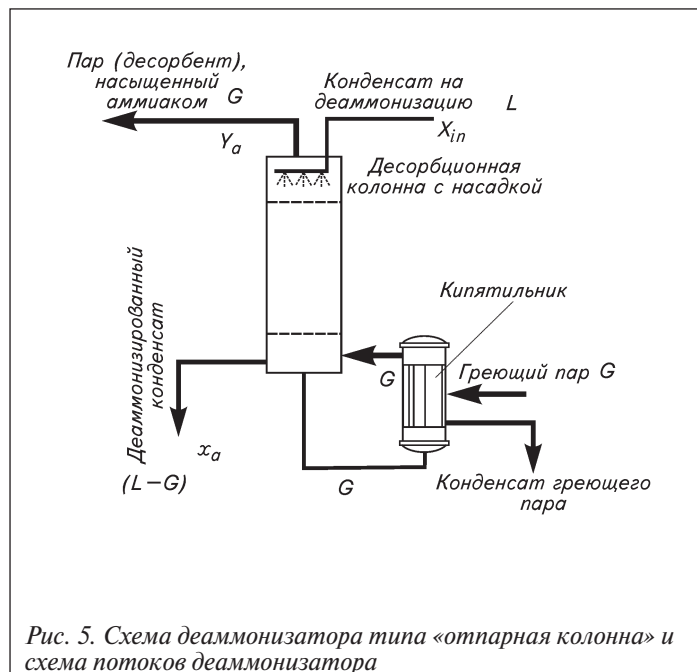 Пар (десорбент),
насыщенный
аммиаком G
Y_a
Конденсат на
деаммонизацию L
X_in
Десорбционная
колонна с насадкой
Кипятильник
Деаммонизированный
конденсат
x_a
(L – G)
G
Греющий пар G
G
Конденсат греющего
пара
Рис. 5. Схема деаммонизатора типа «отпарная колонна» и
схема потоков деаммонизатора